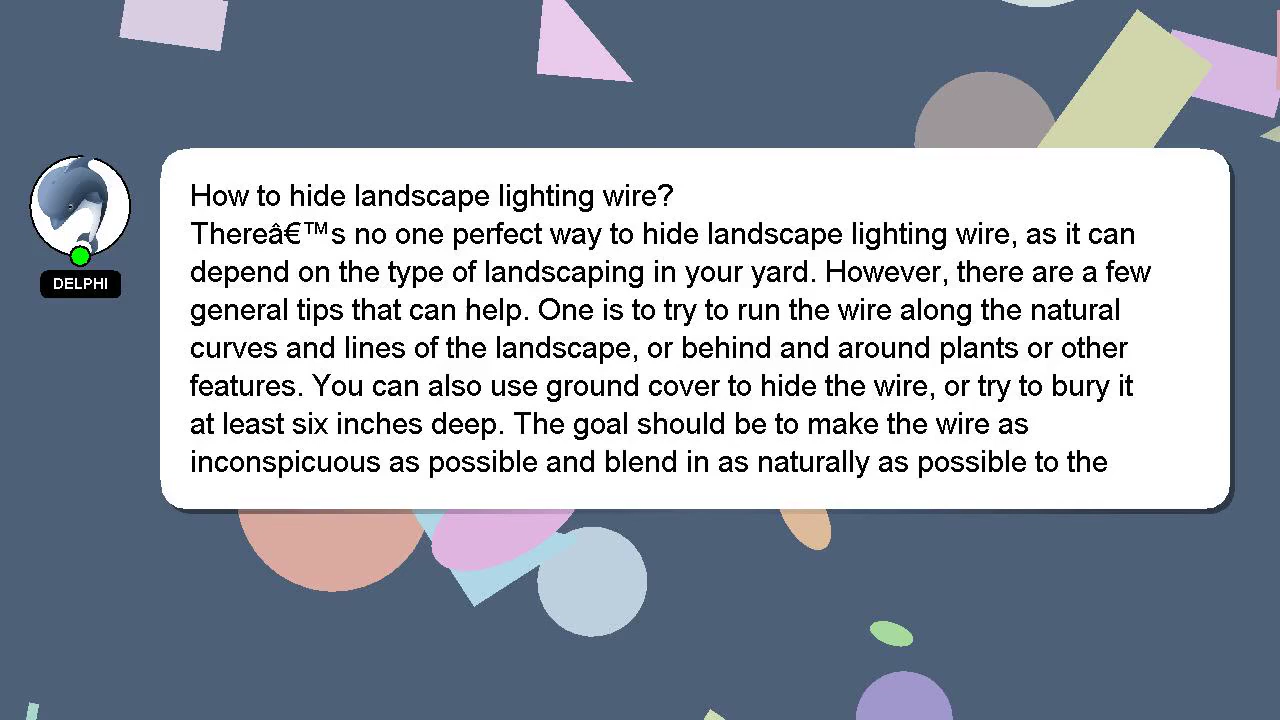 DELPHI
How to hide landscape lighting wire?
Thereâ€™s no one perfect way to hide landscape lighting wire, as it can
depend on the type of landscaping in your yard. However, there are a few
general tips that can help. One is to try to run the wire along the natural
curves and lines of the landscape, or behind and around plants or other
features. You can also use ground cover to hide the wire, or try to bury it
at least six inches deep. The goal should be to make the wire as
inconspicuous as possible and blend in as naturally as possible to the